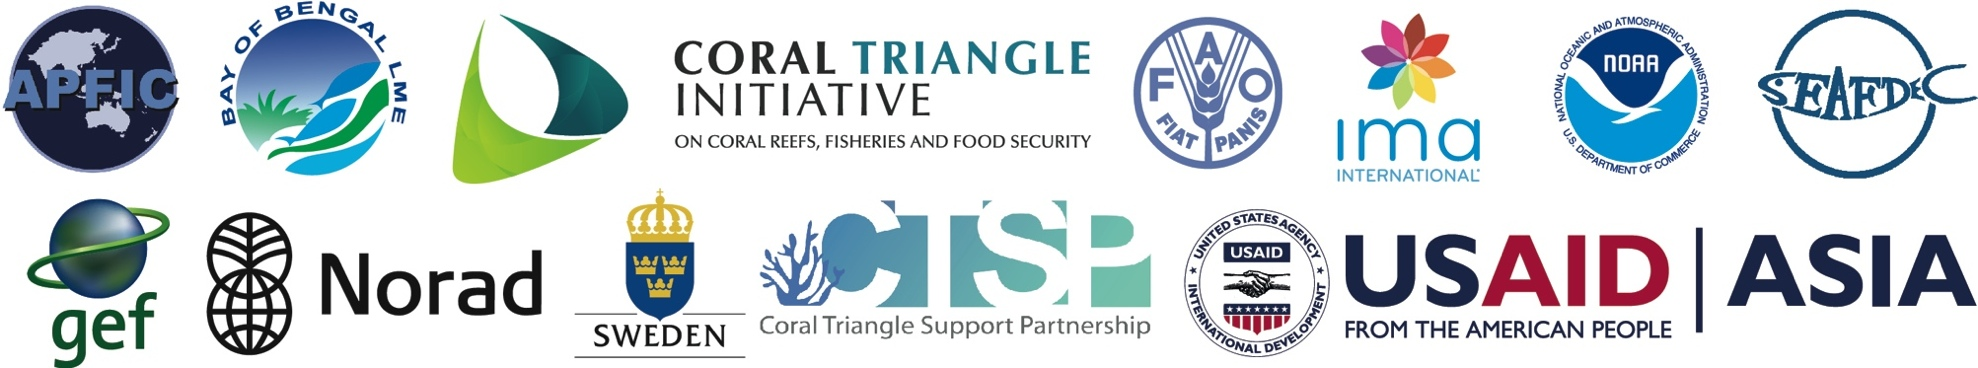 APFIC
BAY OF BENGAL LME
CORAL TRIANGLE
INITIATIVE
ON CORAL REEFS, FISHERIES AND FOOD SECURITY
FAO
FIAT PANIS
ima
INTERNATIONAL
NATIONAL OCEANIC AND ATMOSPHERIC ADMINISTRATION
NOAA
U.S. DEPARTMENT OF COMMERCE
SEAFDEC
gef
Norad
SWEDEN
CTSP
Coral Triangle Support Partnership
UNITED STATES AGENCY
USAID
INTERNATIONAL DEVELOPMENT
USAID | ASIA
FROM THE AMERICAN PEOPLE